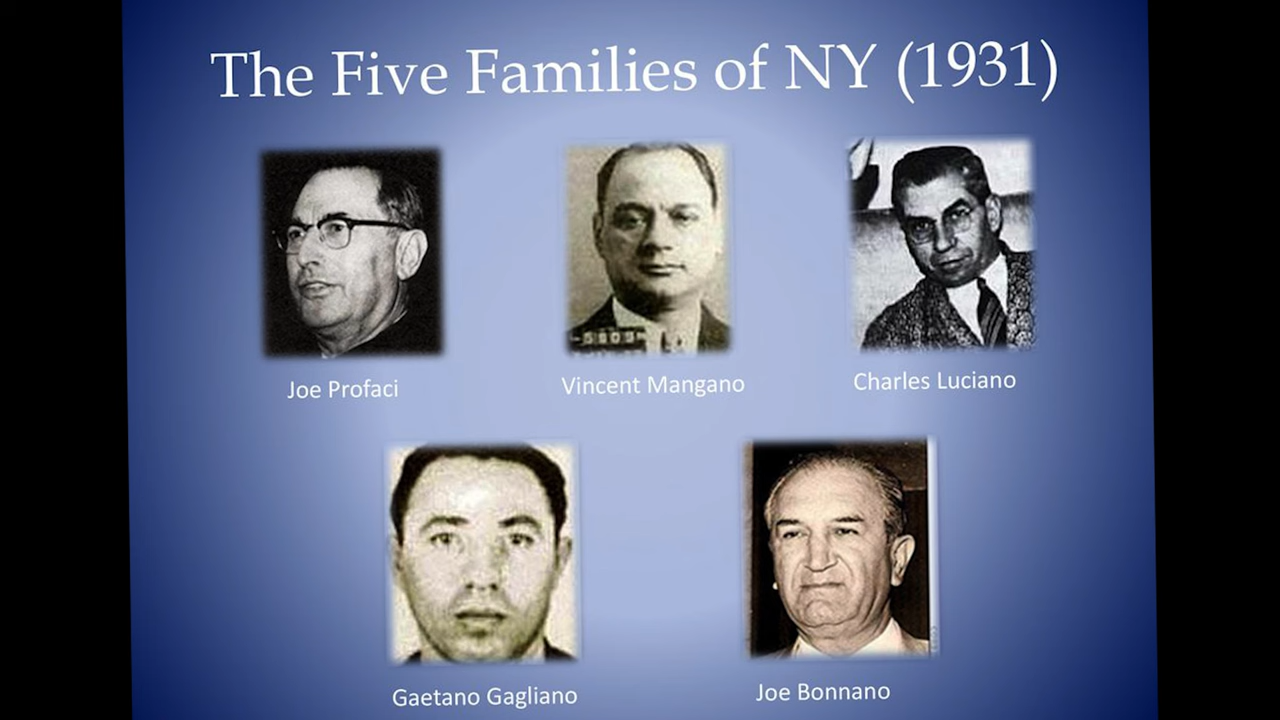 The Five Families of NY (1931)
Joe Profaci
Vincent Mangano
Charles Luciano
Gaetano Gagliano
Joe Bonnano